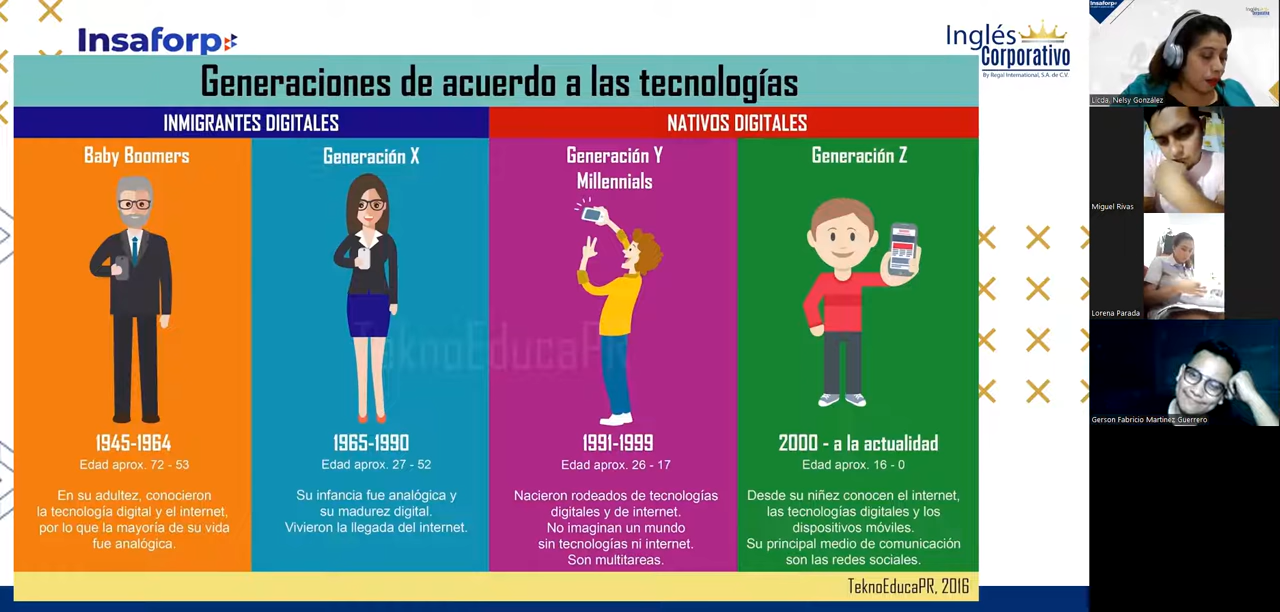 Insaforp
Inglés
Corporativo
By Regal International, S.A. de C.V.
Generaciones de acuerdo a las tecnologías
INMIGRANTES DIGITALES
NATIVOS DIGITALES
Baby Boomers
1945-1964
Edad aprox. 72 - 53
En su adultez, conocieron
la tecnología digital y el internet,
por lo que la mayoría de su vida
fue analógica.
Generación X
1965-1990
Edad aprox. 27 - 52
Su infancia fue analógica y
su madurez digital.
Vivieron la llegada del internet.
Generación Y
Millennials
1991-1999
Edad aprox. 26 - 17
Nacieron rodeados de tecnologías
digitales y de internet.
No imaginan un mundo
sin tecnologías ni internet.
Son multitareas.
Generación Z
2000 - a la actualidad
Edad aprox. 16 - 0
Desde su niñez conocen el internet,
las tecnologías digitales y los
dispositivos móviles.
Su principal medio de comunicación
son las redes sociales.
TeknoEducaPR
TeknoEducaPR, 2016
Insaforp
Licda. Nelsy González
Miguel Rivas
Lorena Parada
Gerson Fabricio Martinez Guerrero